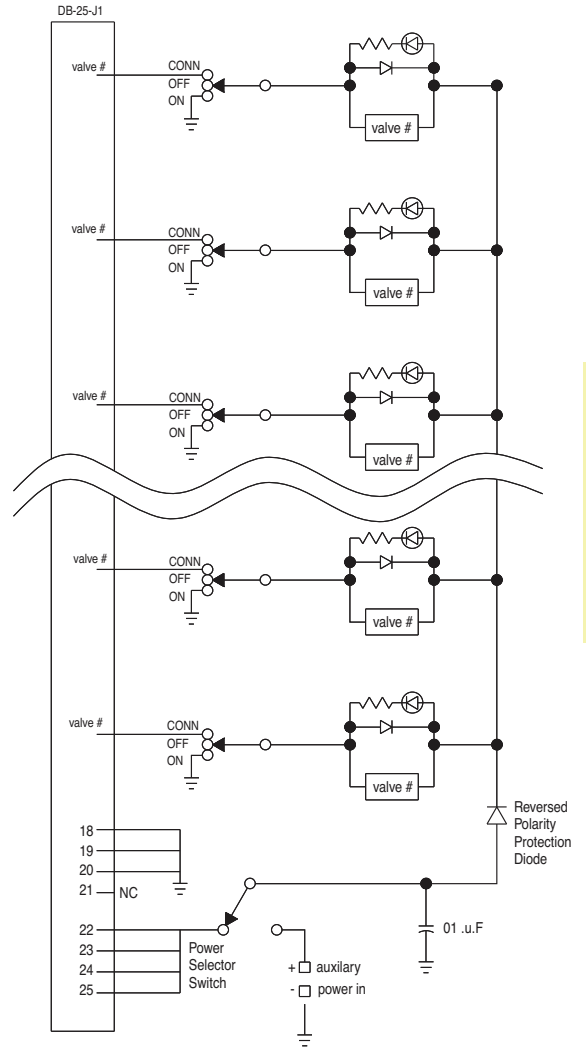 DB-25-J1
valve #
CONN
OFF
ON
valve #
valve #
CONN
OFF
ON
valve #
valve #
CONN
OFF
ON
valve #
valve #
CONN
OFF
ON
valve #
valve #
CONN
OFF
ON
valve #
Reversed
Polarity
Protection
Diode
18
19
20
21
NC
22
23
24
25
Power
Selector
Switch
+ auxilary
- power in
01 .u.F